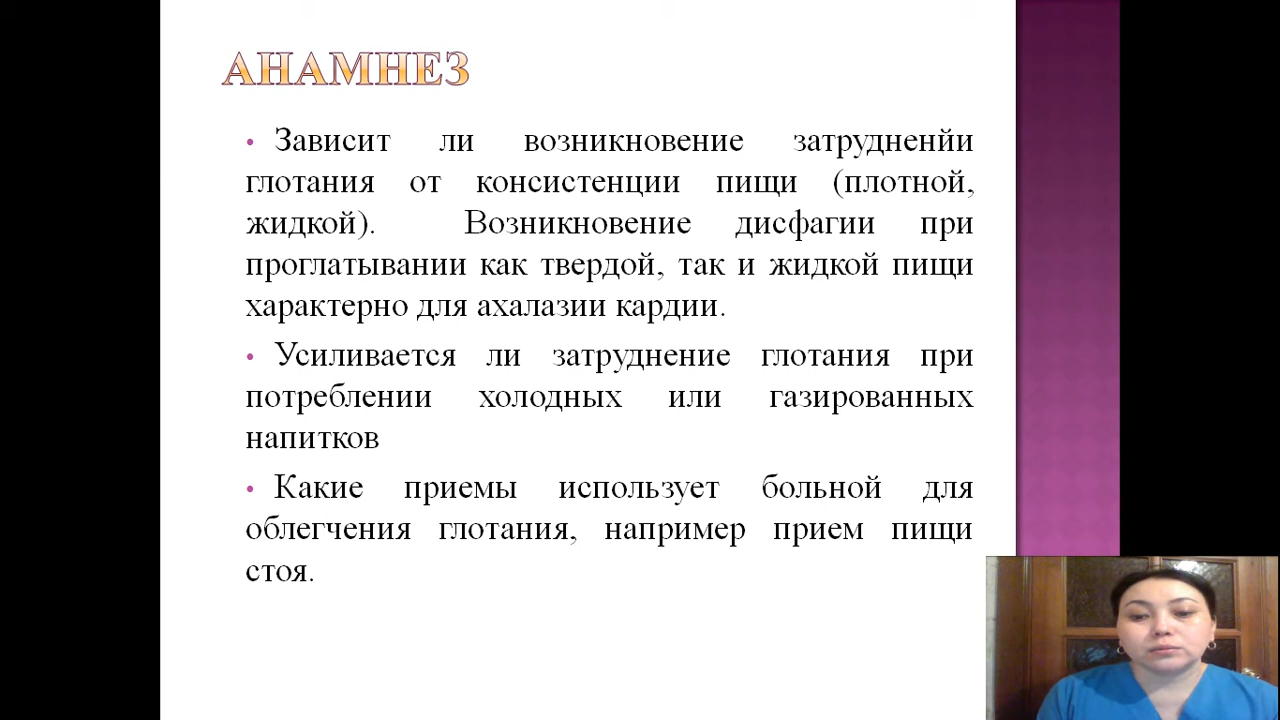 АНАМНЕЗ
• Зависит ли возникновение затрудненйи
глотания от консистенции пищи (плотной,
жидкой). Возникновение дисфагии при
проглатывании как твердой, так и жидкой пищи
характерно для ахалазии кардии.
• Усиливается ли затруднение глотания при
потреблении холодных или газированных
напитков
• Какие приемы использует больной для
облегчения глотания, например прием пищи
стоя.